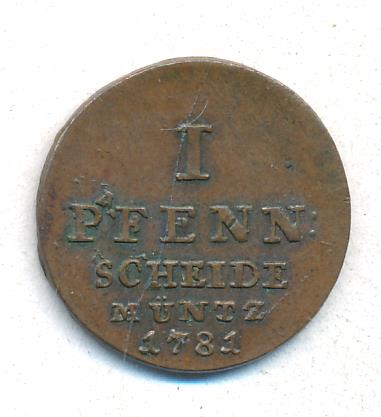 I
PFENN:
SCHEIDE
MÜNTZ
1781